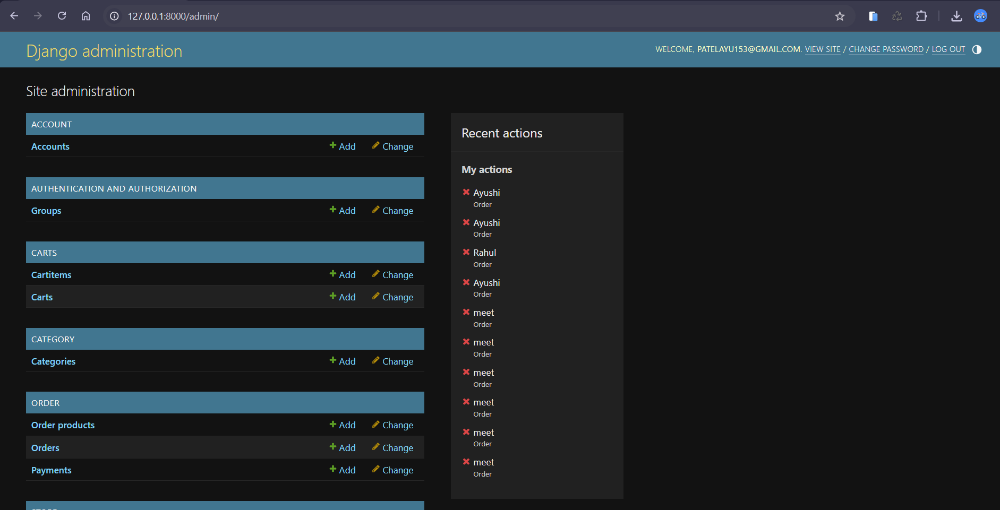 127.0.0.1:8000/admin/
Django administration
WELCOME, PATELAYU153@GMAIL.COM. VIEW SITE / CHANGE PASSWORD / LOG OUT
Site administration
ACCOUNT
Accounts Add Change
AUTHENTICATION AND AUTHORIZATION
Groups Add Change
CARTS
Cartitems Add Change
Carts Add Change
CATEGORY
Categories Add Change
ORDER
Order products Add Change
Orders Add Change
Payments Add Change
Recent actions
My actions
Ayushi
Order
Ayushi
Order
Rahul
Order
Ayushi
Order
meet
Order
meet
Order
meet
Order
meet
Order
meet
Order
meet
Order